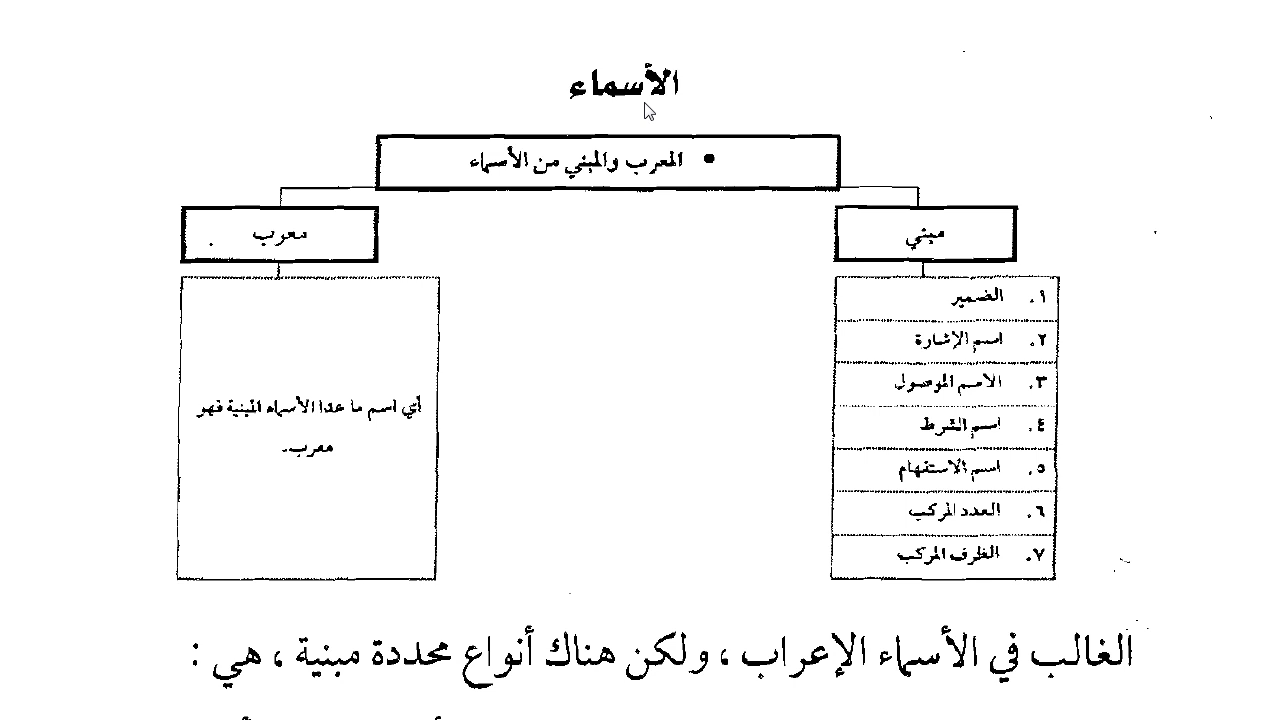 الأسماء
• المعرب والمبني من الأسماء
مبني
معرب
١. الضمير
٢. اسم الإشارة
٣. الاسم الموصول
٤. اسم الشرط
٥. اسم الاستفهام
٦. العدد المركب
٧. الظرف المركب
أي اسم ما عدا الأسماء المبنية فهو
معرب.
الغالب في الأسماء الإعراب ، ولكن هناك أنواع محددة مبنية ، هي :